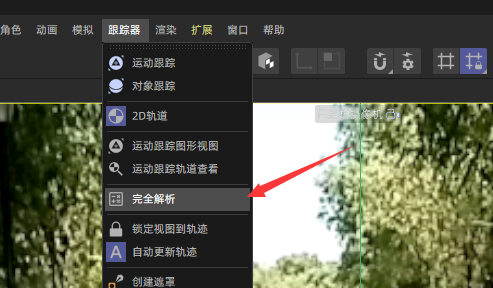 角色 动画 模拟 跟踪器 渲染 扩展 窗口 帮助
运动跟踪
对象跟踪
2D轨迹
运动跟踪图形视图
运动跟踪轨迹查看
完全解析
锁定视图到轨迹
自动更新轨迹
创建遮罩